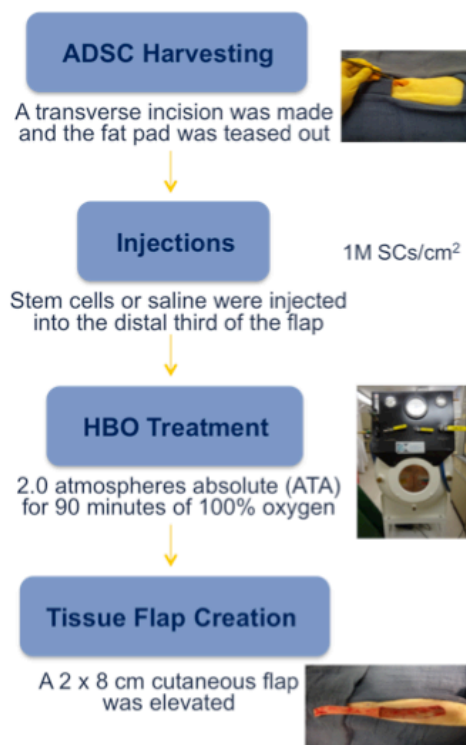 ADSC Harvesting
A transverse incision was made
and the fat pad was teased out
Injections
1M SCs/cm²
Stem cells or saline were injected
into the distal third of the flap
HBO Treatment
2.0 atmospheres absolute (ATA)
for 90 minutes of 100% oxygen
Tissue Flap Creation
A 2 x 8 cm cutaneous flap
was elevated